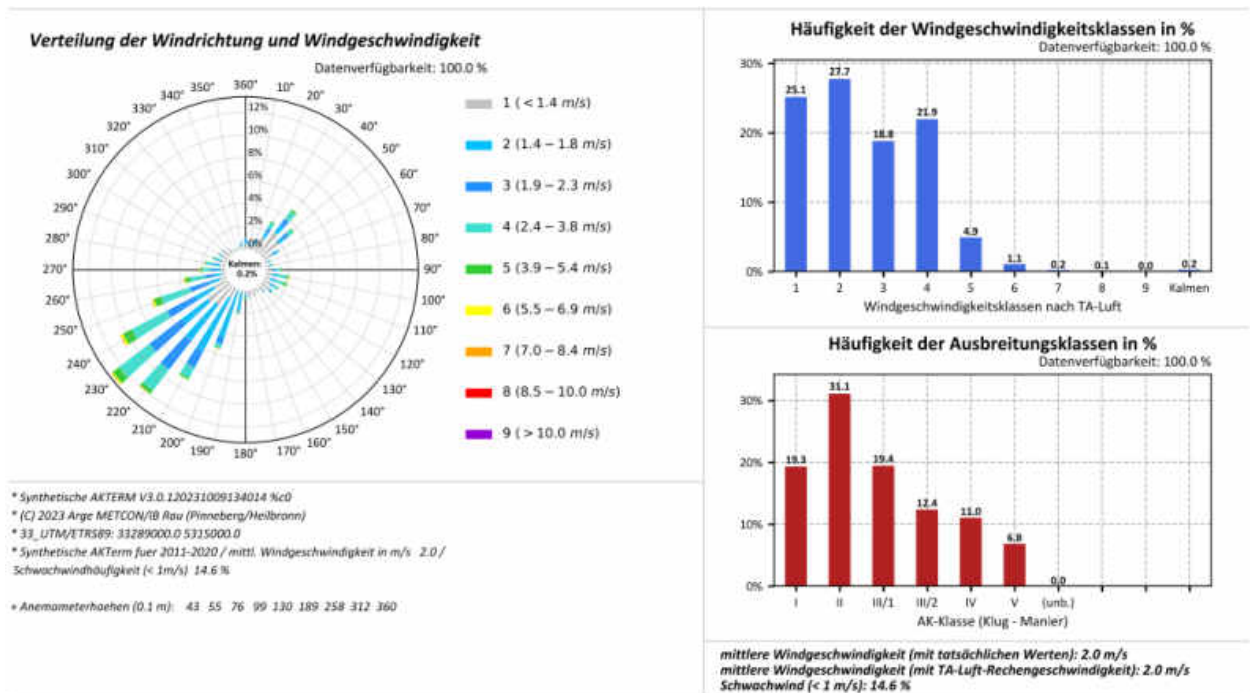 Verteilung der Windrichtung und Windgeschwindigkeit
Datenverfügbarkeit: 100.0 %
360°
10°
20°
30°
40°
50°
60°
70°
80°
90°
100°
110°
120°
130°
140°
150°
160°
170°
180°
190°
200°
210°
220°
230°
240°
250°
260°
270°
280°
290°
300°
310°
320°
330°
340°
350°
12%
10%
8%
6%
4%
2%
0%
Kalmen:
0.2%
1 ( < 1.4 m/s)
2 (1.4 – 1.8 m/s)
3 (1.9 – 2.3 m/s)
4 (2.4 – 3.8 m/s)
5 (3.9 – 5.4 m/s)
6 (5.5 – 6.9 m/s)
7 (7.0 – 8.4 m/s)
8 (8.5 – 10.0 m/s)
9 ( > 10.0 m/s)
* Synthetische AKTERM V3.0.120231009134014 %c0
* (C) 2023 Arge METCON/IB Rau (Pinneberg/Heilbronn)
* 33_UTM/ETRS89: 33289000.0 5315000.0
* Synthetische AKTerm fuer 2011-2020 / mittl. Windgeschwindigkeit in m/s 2.0 /
Schwachwindhäufigkeit (< 1m/s) 14.6 %
+ Anemometerhoehen (0.1 m): 43 55 76 99 130 189 258 312 360
Häufigkeit der Windgeschwindigkeitsklassen in %
Datenverfügbarkeit: 100.0 %
30%
20%
10%
0%
25.1 27.7 18.8 21.9 4.9 1.1 0.2 0.1 0.0 0.2
1 2 3 4 5 6 7 8 9 Kalmen
Windgeschwindigkeitsklassen nach TA-Luft
Häufigkeit der Ausbreitungsklassen in %
Datenverfügbarkeit: 100.0 %
30%
20%
10%
0%
19.3 31.1 19.4 12.4 11.0 6.8 0.0
I II III/1 III/2 IV V (unb.)
AK-Klasse (Klug - Manier)
mittlere Windgeschwindigkeit (mit tatsächlichen Werten): 2.0 m/s
mittlere Windgeschwindigkeit (mit TA-Luft-Rechengeschwindigkeit): 2.0 m/s
Schwachwind (< 1 m/s): 14.6 %